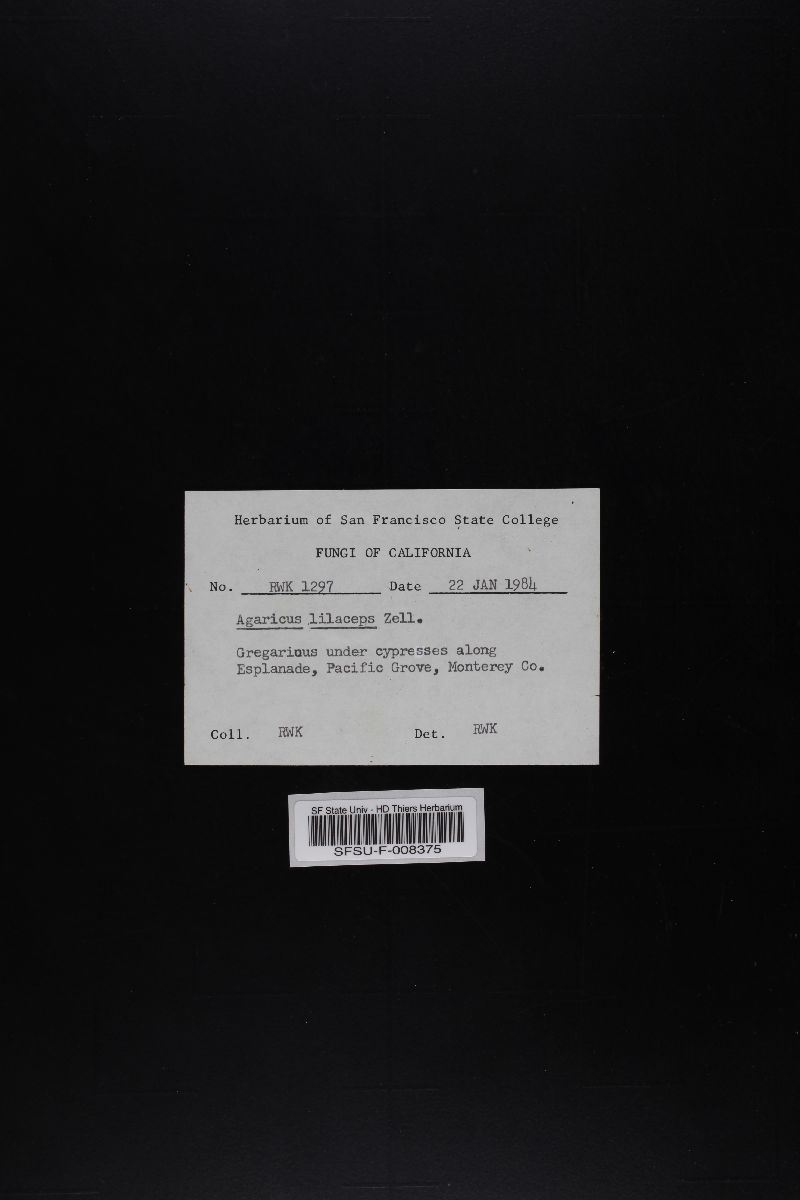 Herbarium of San Francisco State College
FUNGI OF CALIFORNIA
No. RWK 1297 Date 22 JAN 1984
Agaricus lilaceps Zell.
Gregarious under cypresses along
Esplanade, Pacific Grove, Monterey Co.
Coll. RWK Det. RWK
SF State Univ - HD Thiers Herbarium
SFSU-F-008375